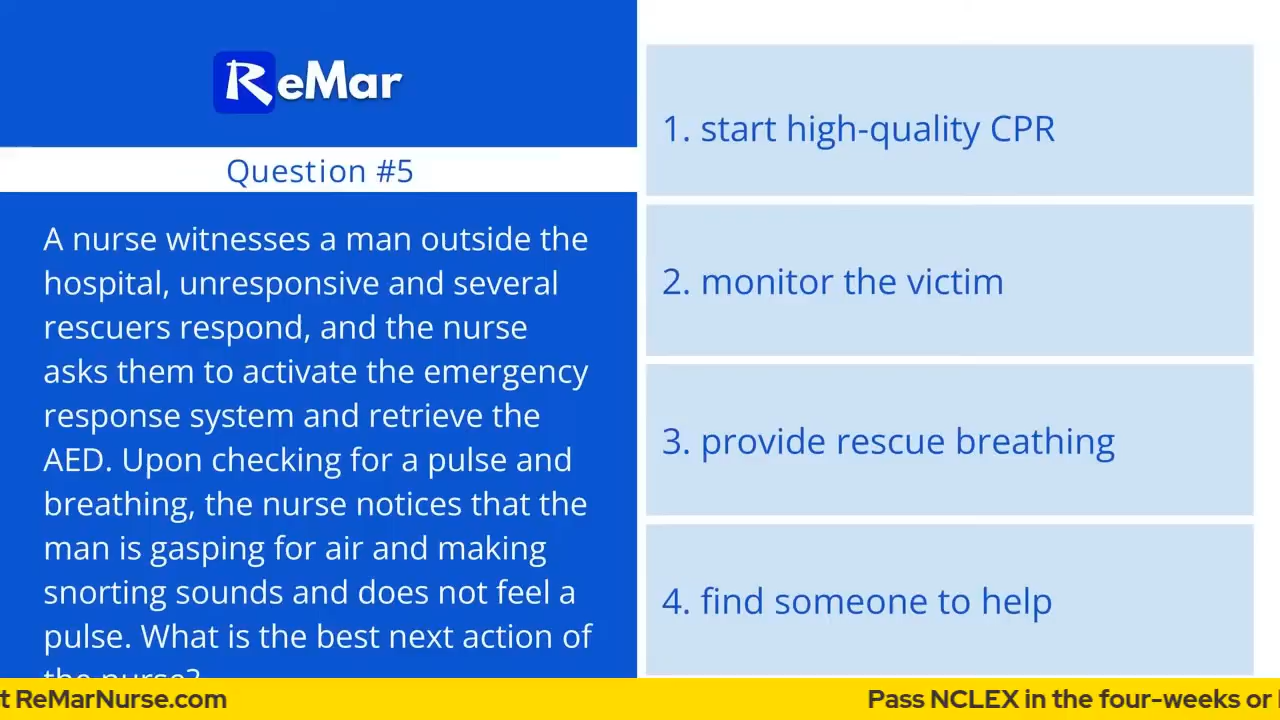 ReMar
Question #5
A nurse witnesses a man outside the
hospital, unresponsive and several
rescuers respond, and the nurse
asks them to activate the emergency
response system and retrieve the
AED. Upon checking for a pulse and
breathing, the nurse notices that the
man is gasping for air and making
snorting sounds and does not feel a
pulse. What is the best next action of
the nurse?
1. start high-quality CPR
2. monitor the victim
3. provide rescue breathing
4. find someone to help
t ReMarNurse.com
Pass NCLEX in the four-weeks or